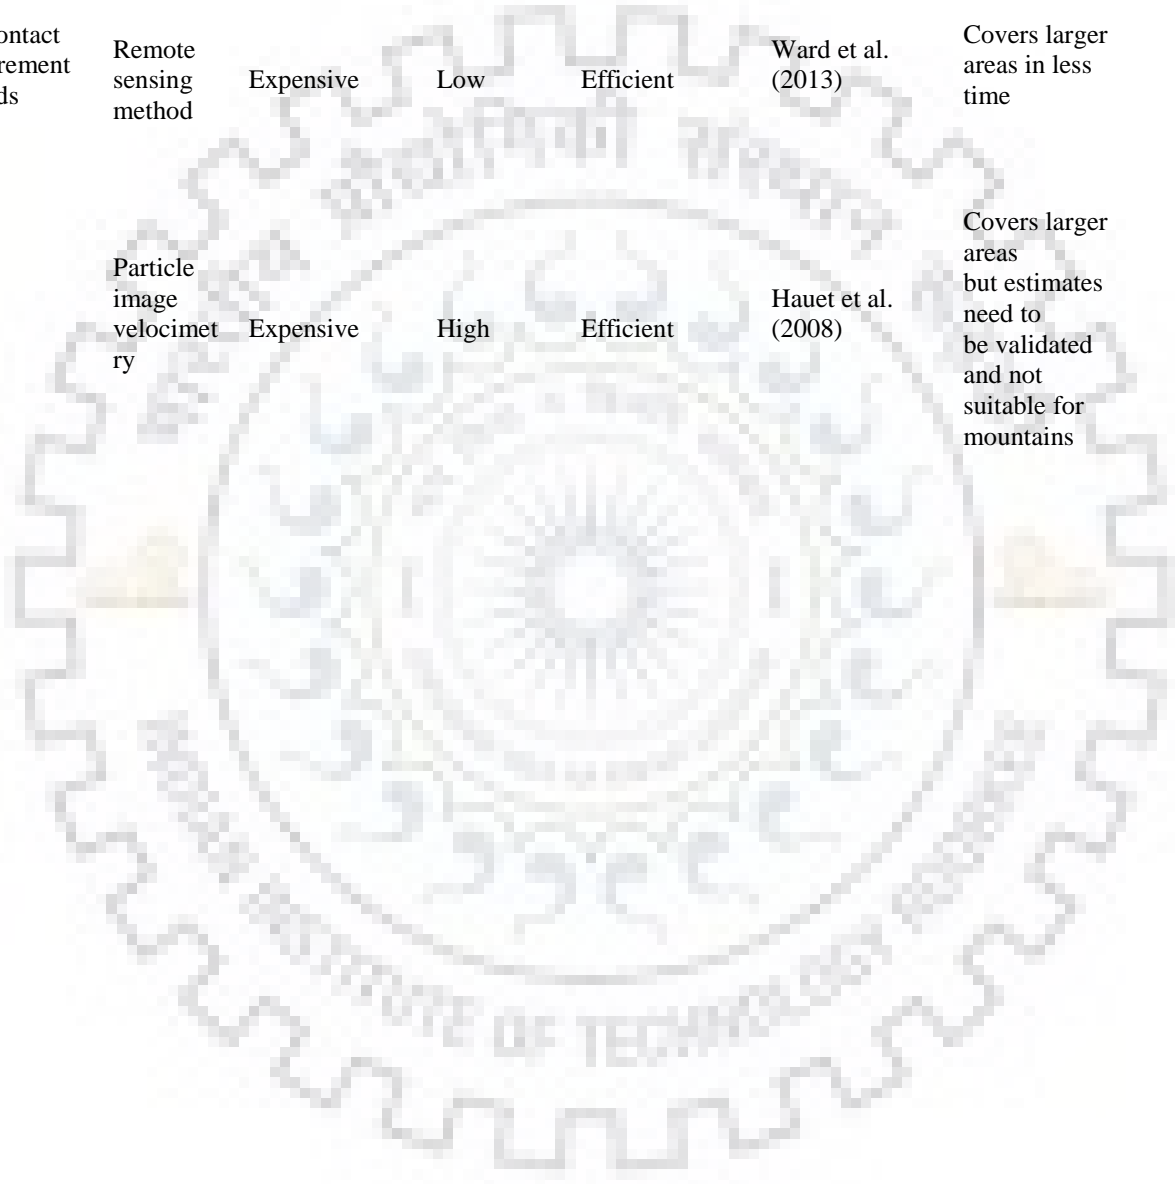 ontact
rement
ds
Remote
sensing
method
Expensive
Low
Efficient
Ward et al.
(2013)
Covers larger
areas in less
time
Particle
image
velocimet
ry
Expensive
High
Efficient
Hauet et al.
(2008)
Covers larger
areas
but estimates
need to
be validated
and not
suitable for
mountains
INSTITUTE OF TECHNOLOGY